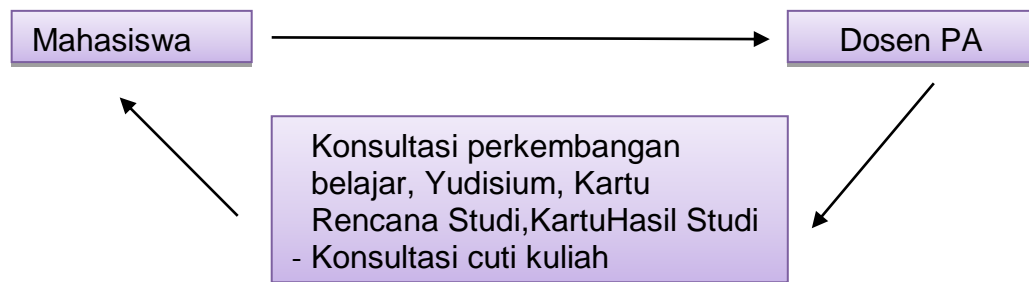 Mahasiswa
Dosen PA
Konsultasi perkembangan
belajar, Yudisium, Kartu
Rencana Studi,KartuHasil Studi
- Konsultasi cuti kuliah